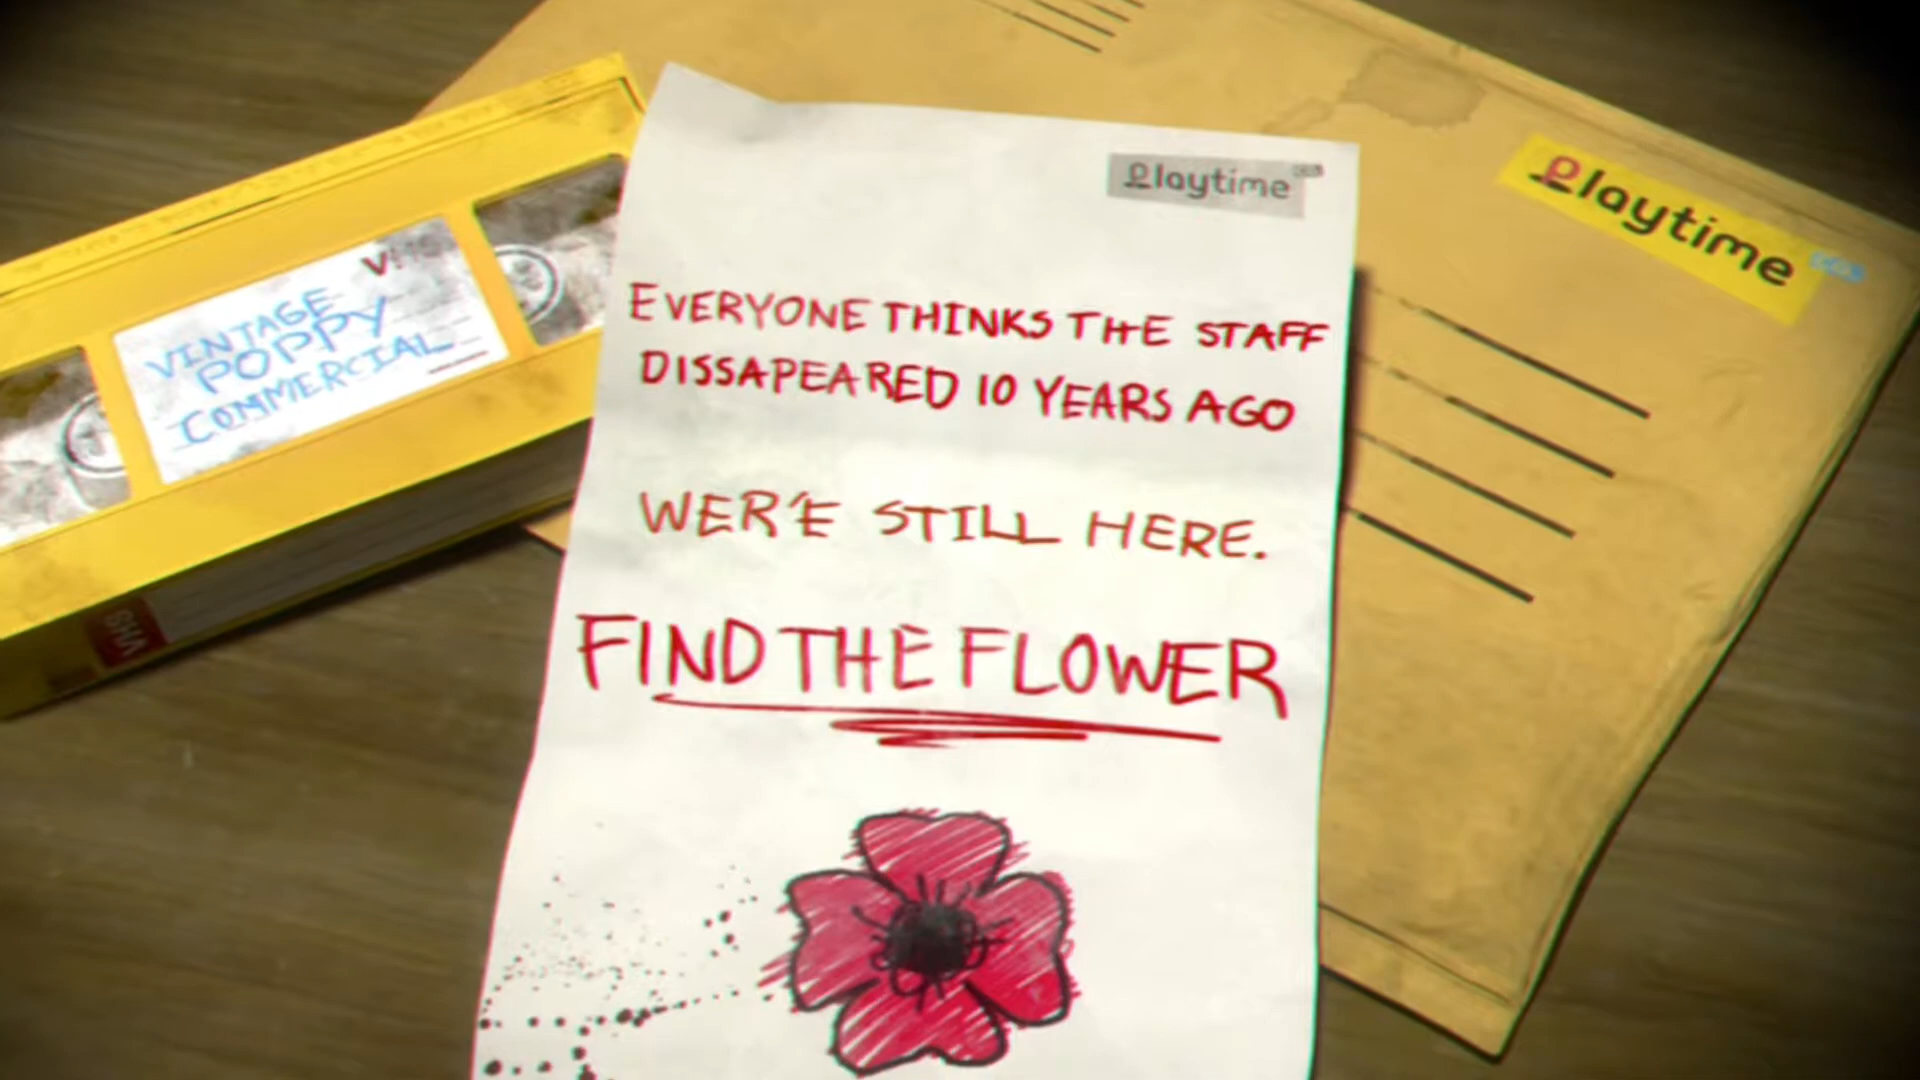 Playtime
Playtime
VINTAGE
POPPY
COMMERCIAL
VHS
EVERYONE THINKS THE STAFF
DISSAPEARED 10 YEARS AGO
WER'E STILL HERE.
FIND THE FLOWER